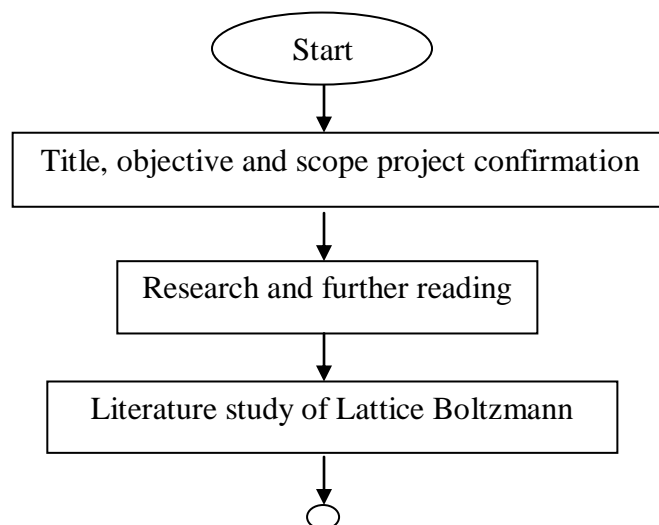 Start
Title, objective and scope project confirmation
Research and further reading
Literature study of Lattice Boltzmann